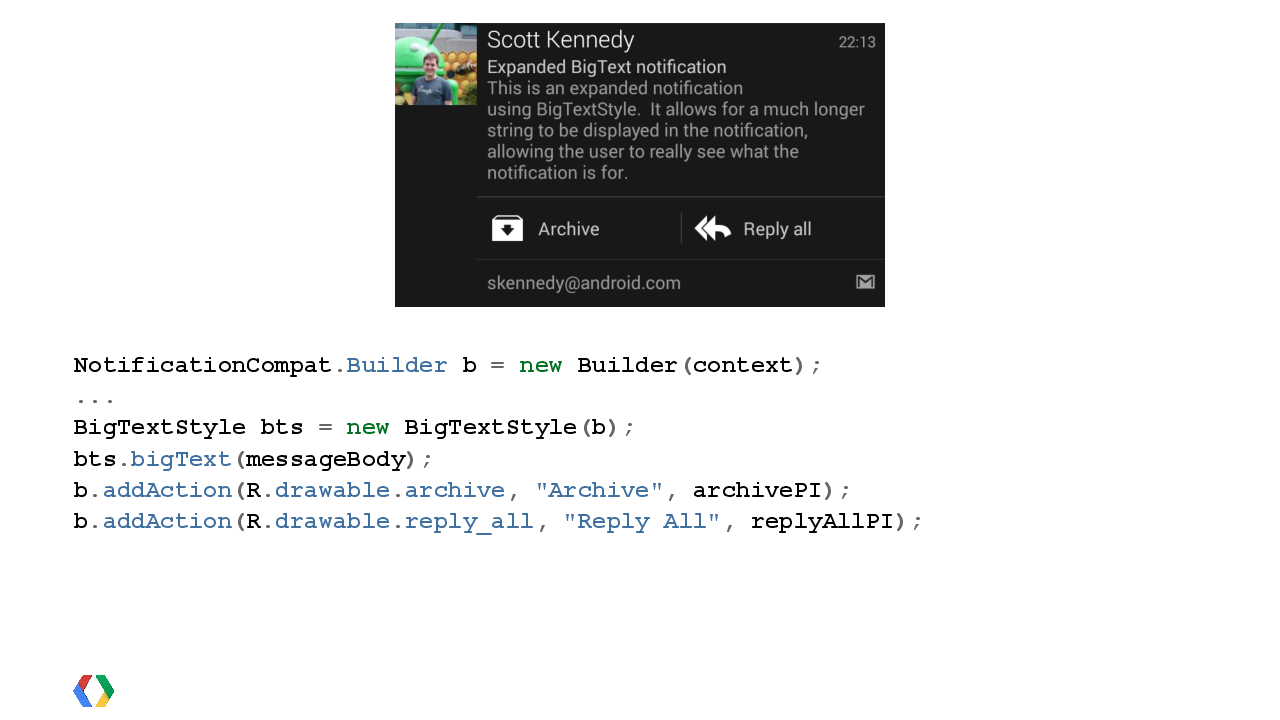 Scott Kennedy 22:13
Expanded BigText notification
This is an expanded notification
using BigTextStyle.  It allows for a much longer
string to be displayed in the notification,
allowing the user to really see what the
notification is for.
Archive Reply all
skennedy@android.com
NotificationCompat.Builder b = new Builder(context);
...
BigTextStyle bts = new BigTextStyle(b);
bts.bigText(messageBody);
b.addAction(R.drawable.archive, "Archive", archivePI);
b.addAction(R.drawable.reply_all, "Reply All", replyAllPI);